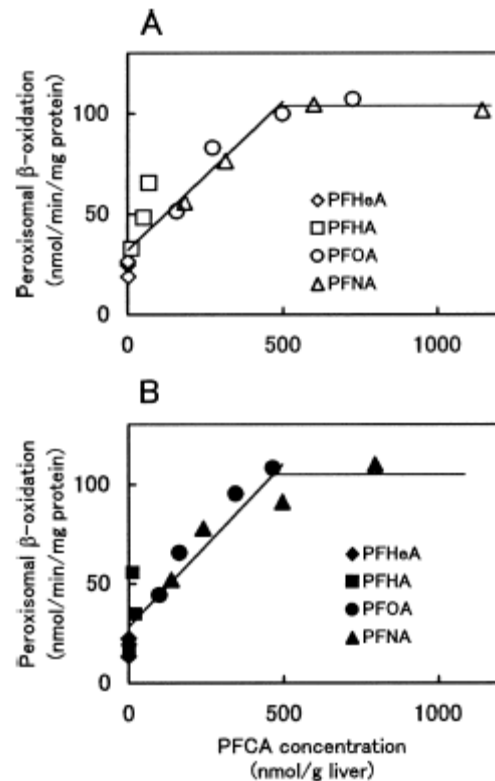 A
Peroxisomal β-oxidation
(nmol/min/mg protein)
100
50
0
◇PFHeA
□PFHA
○PFOA
△PFNA
0
500
1000
B
Peroxisomal β-oxidation
(nmol/min/mg protein)
100
50
0
◆PFHeA
■PFHA
●PFOA
▲PFNA
0
500
1000
PFCA concentration
(nmol/g liver)